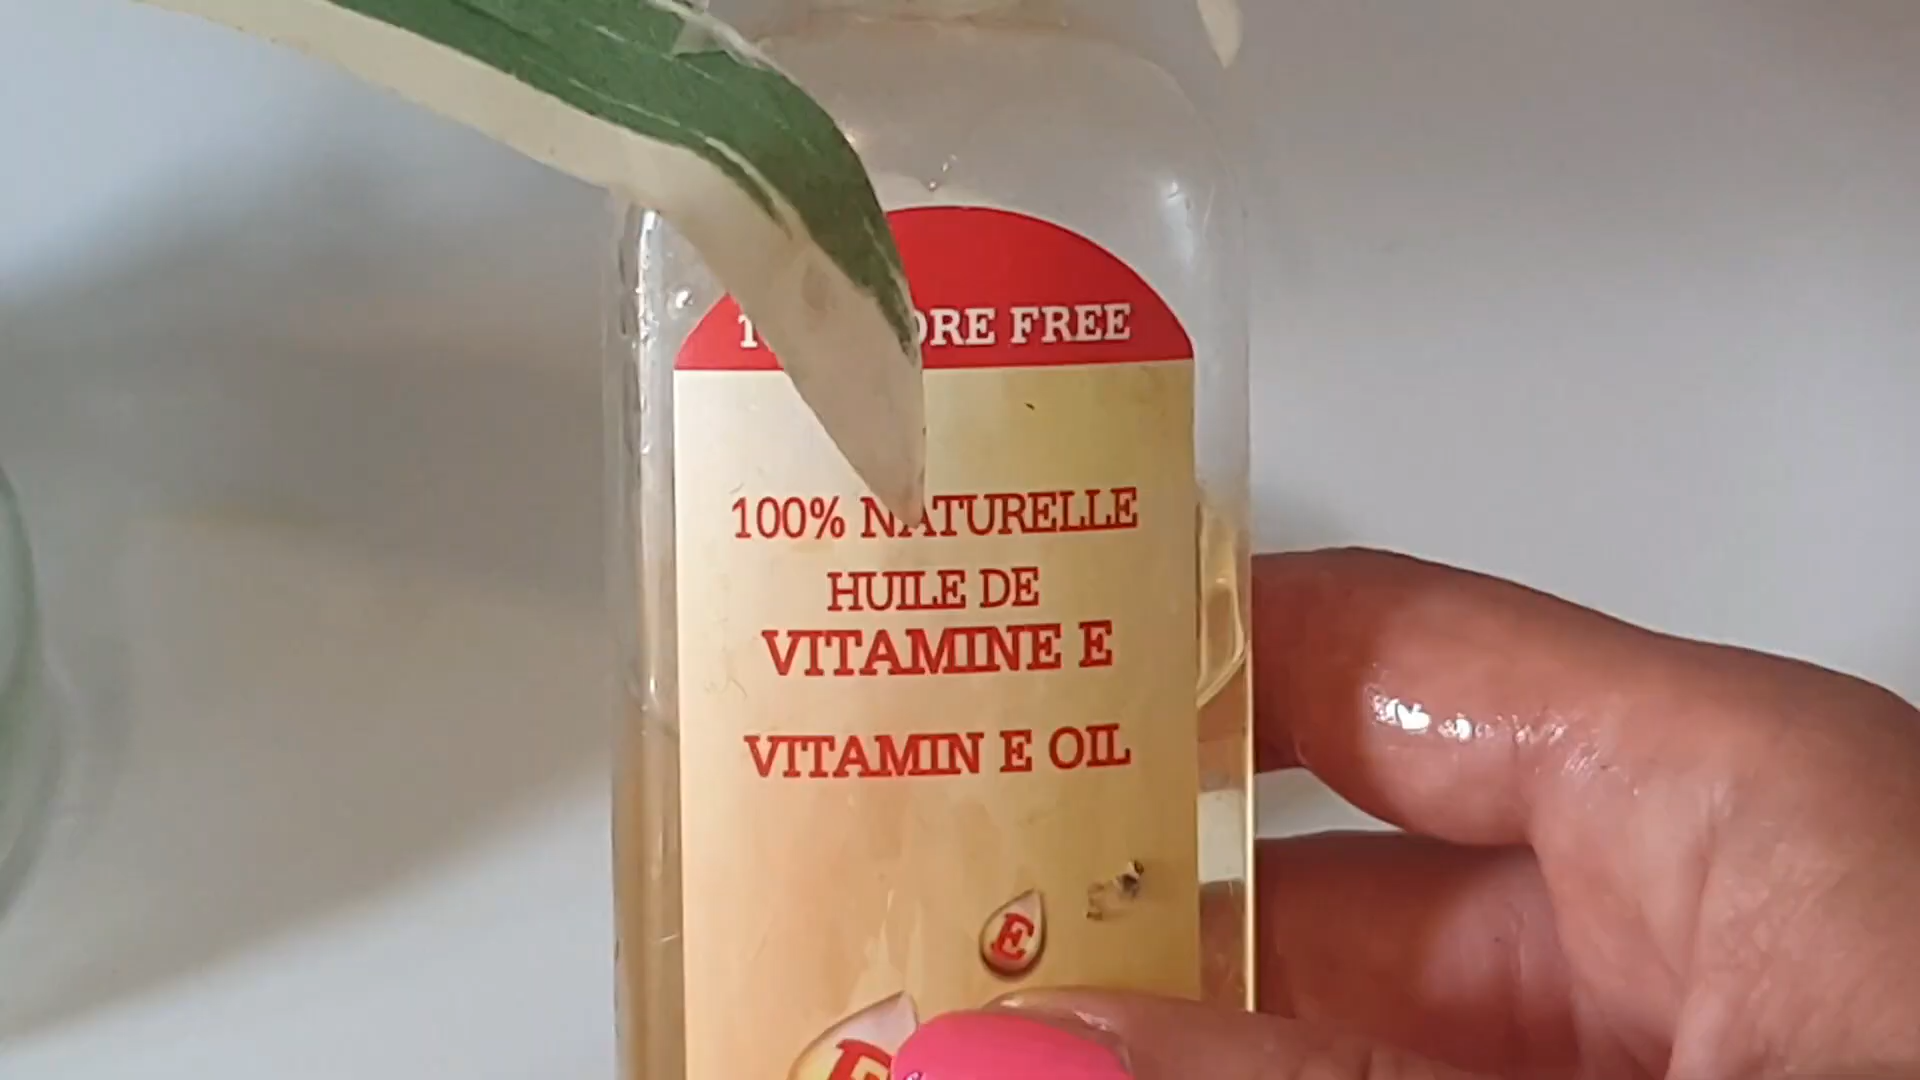 FREE
100% NATURELLE
HUILE DE
VITAMINE E
VITAMIN E OIL
E
E